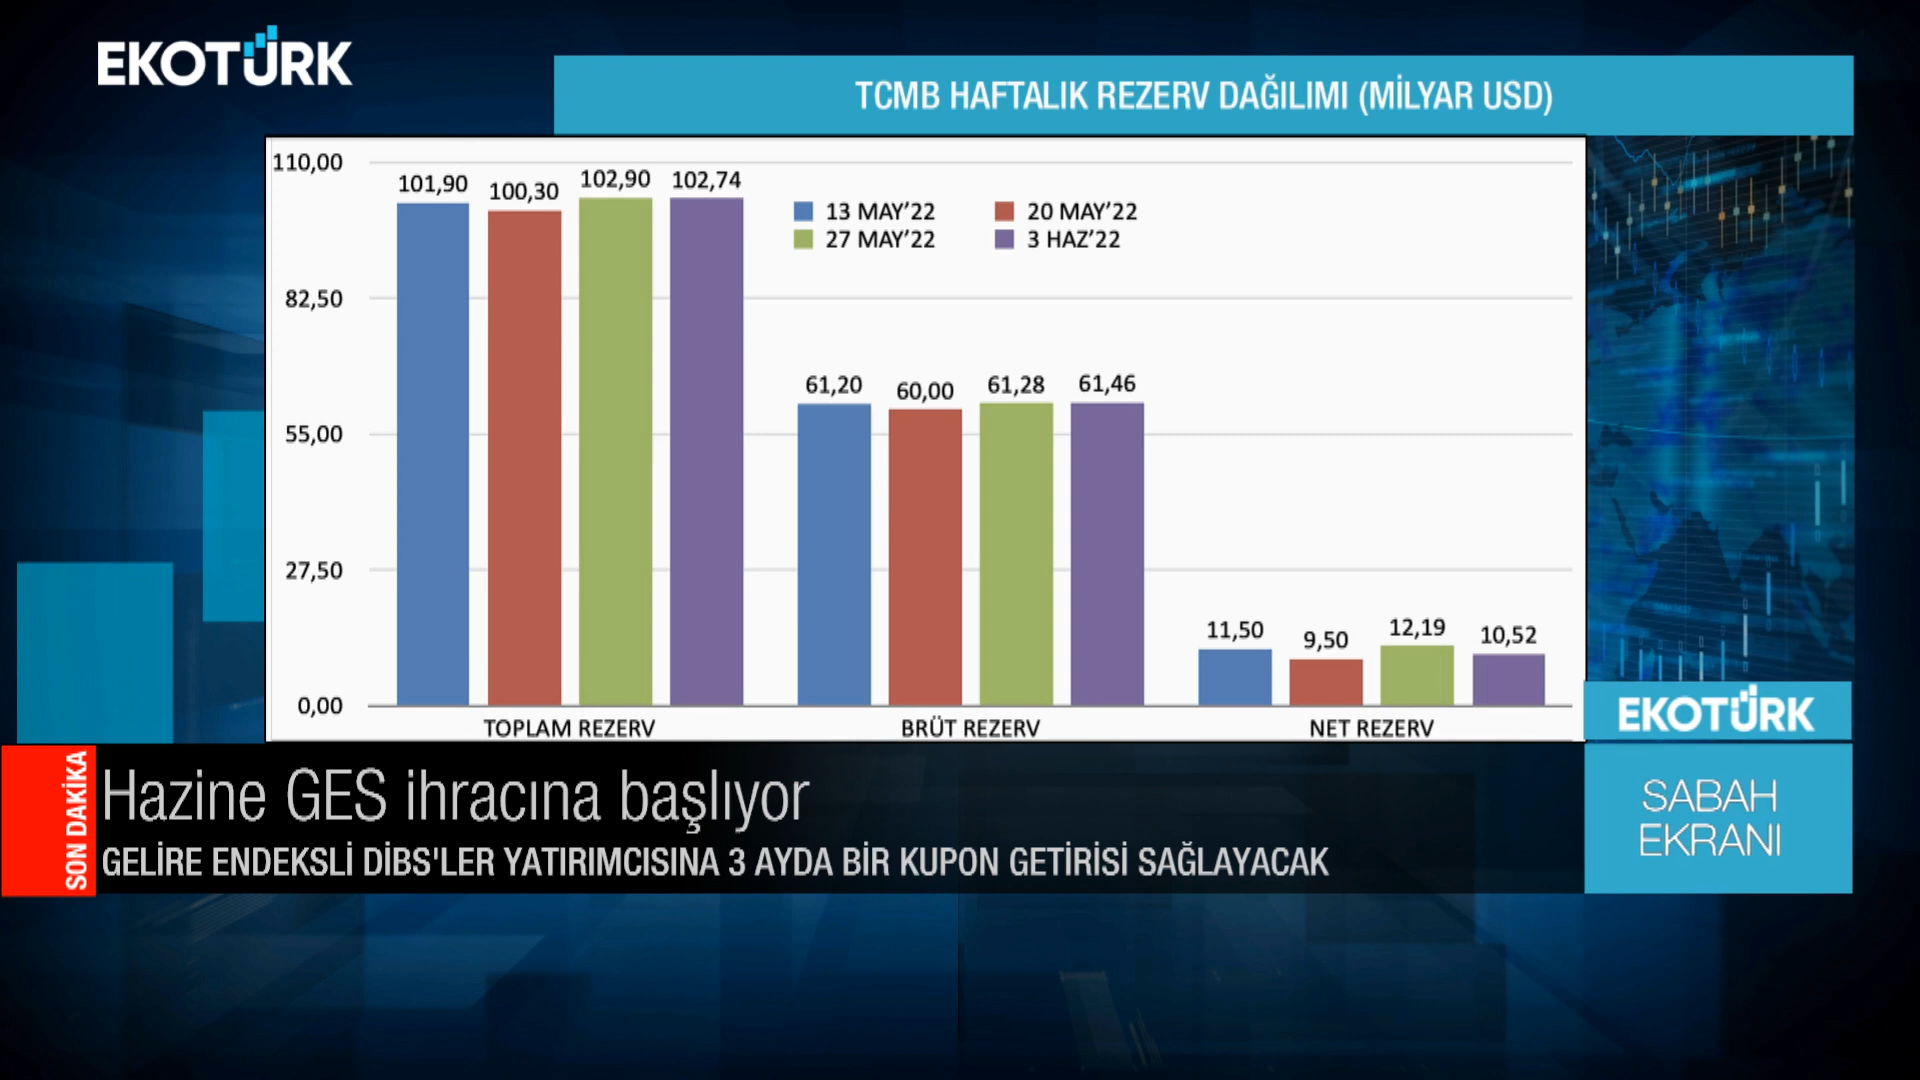 EKOTÜRK
TCMB HAFTALIK REZERV DAĞILIMI (MİLYAR USD)
110,00
82,50
55,00
27,50
0,00
101,90
100,30
102,90
102,74
13 MAY’22
20 MAY’22
27 MAY’22
3 HAZ’22
61,20
60,00
61,28
61,46
11,50
9,50
12,19
10,52
TOPLAM REZERV
BRÜT REZERV
NET REZERV
EKOTÜRK
SON DAKİKA
Hazine GES ihracına başlıyor
GELİRE ENDEKSLİ DİBS'LER YATIRIMCISINA 3 AYDA BİR KUPON GETİRİSİ SAĞLAYACAK
SABAH
EKRANI